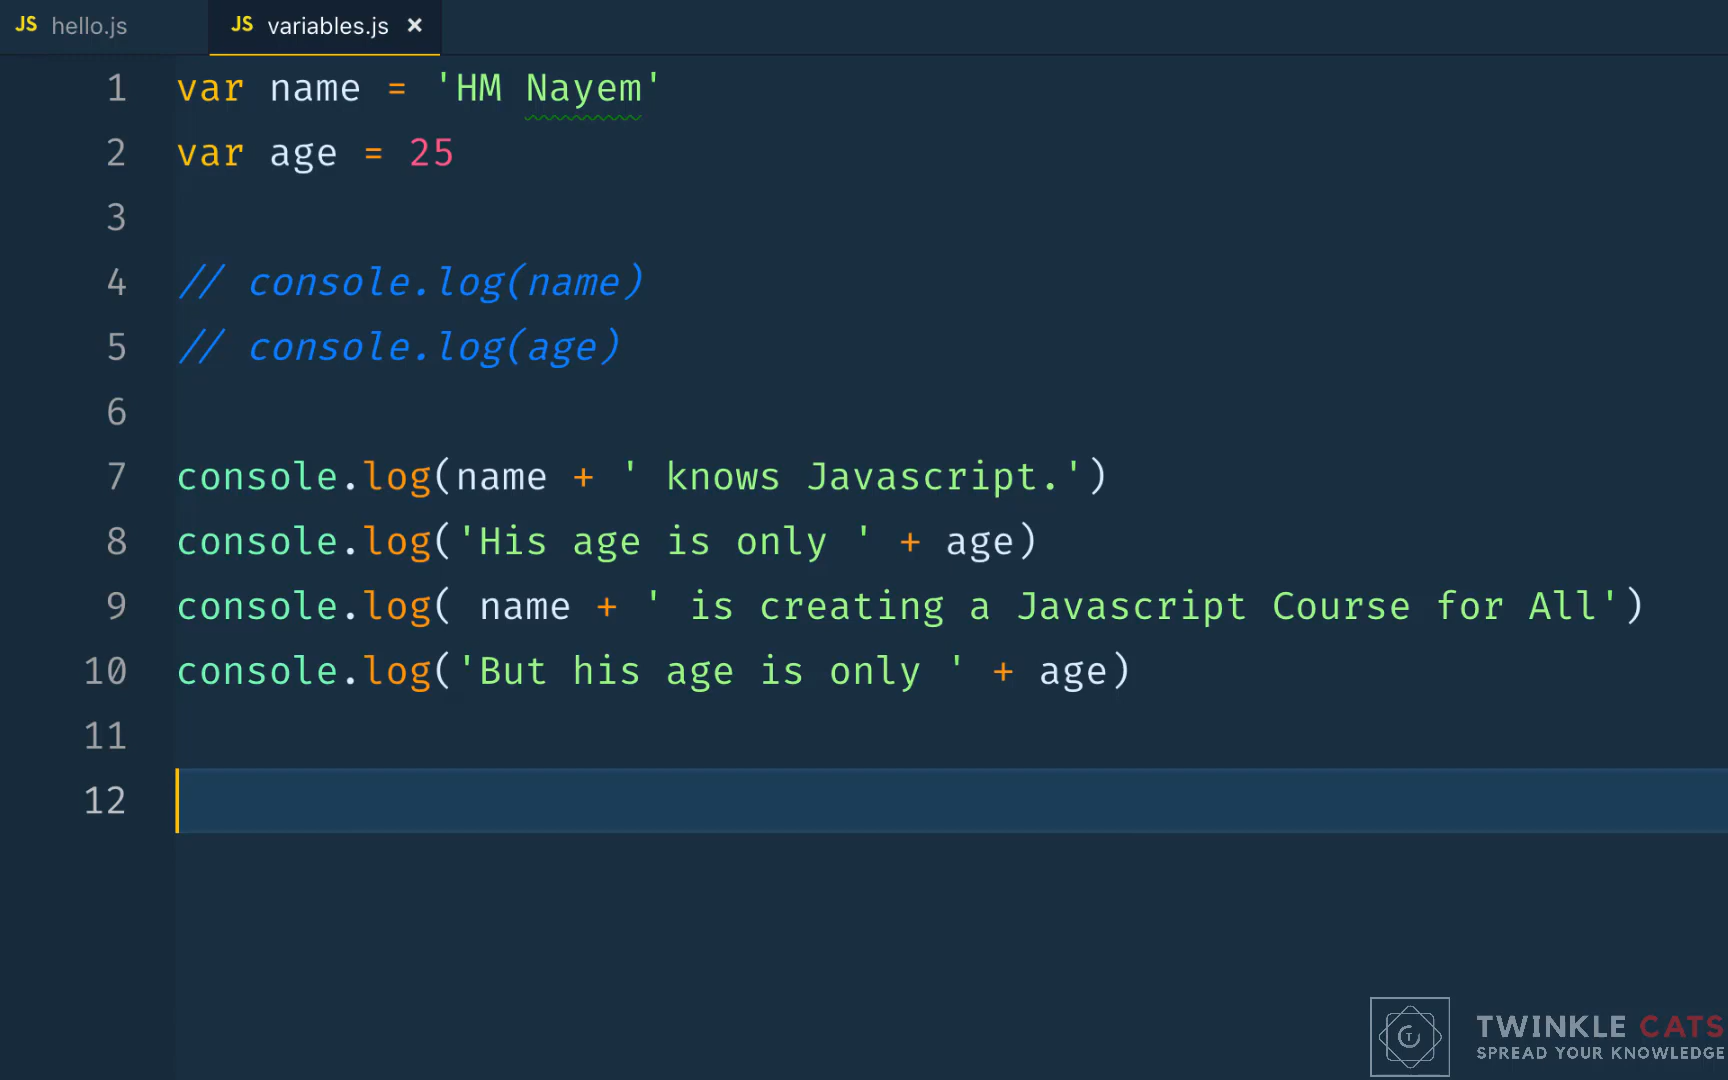 JS hello.js JS variables.js ×
1 var name = 'HM Nayem'
2 var age = 25
3
4 // console.log(name)
5 // console.log(age)
6
7 console.log(name + ' knows Javascript.')
8 console.log('His age is only ' + age)
9 console.log( name + ' is creating a Javascript Course for All')
10 console.log('But his age is only ' + age)
11
12
TWINKLE CATS
SPREAD YOUR KNOWLEDGE